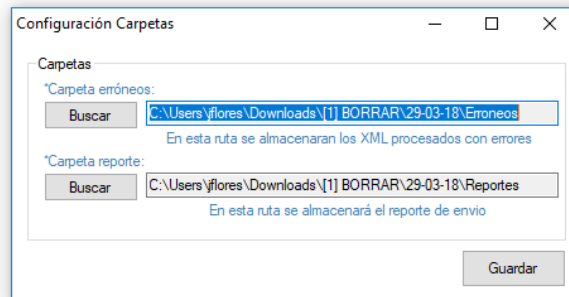 Configuración Carpetas
Carpetas
*Carpeta erróneos:
Buscar
C:\Users\jflores\Downloads\[1] BORRAR\29-03-18\Erroneos
En esta ruta se almacenaran los XML procesados con errores
*Carpeta reporte:
Buscar
C:\Users\jflores\Downloads\[1] BORRAR\29-03-18\Reportes
En esta ruta se almacenará el reporte de envio
Guardar